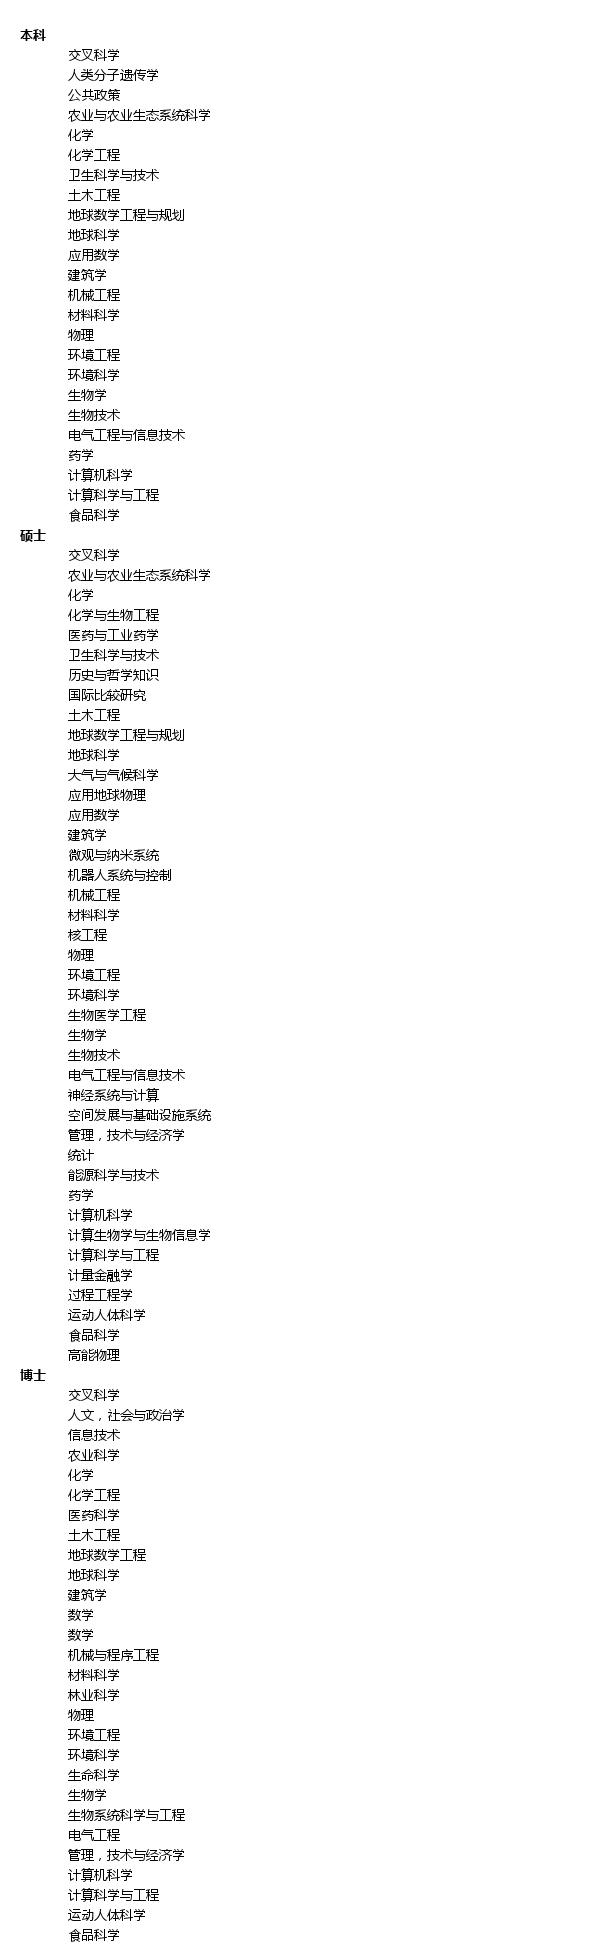 本科
交叉科学
人类分子遗传学
公共政策
农业与农业生态系统科学
化学
化学工程
卫生科学与技术
土木工程
地球数学工程与规划
地球科学
应用数学
建筑学
机械工程
材料科学
物理
环境工程
环境科学
生物学
生物技术
电气工程与信息技术
药学
计算机科学
计算科学与工程
食品科学
硕士
交叉科学
农业与农业生态系统科学
化学
化学与生物工程
医药与工业药学
卫生科学与技术
历史与哲学知识
国际比较研究
土木工程
地球数学工程与规划
地球科学
大气与气候科学
应用地球物理
应用数学
建筑学
微观与纳米系统
机器人系统与控制
机械工程
材料科学
核工程
物理
环境工程
环境科学
生物医学工程
生物学
生物技术
电气工程与信息技术
神经系统与计算
空间发展与基础设施系统
管理，技术与经济学
统计
能源科学与技术
药学
计算机科学
计算生物学与生物信息学
计算科学与工程
计量金融学
过程工程学
运动人体科学
食品科学
高能物理
博士
交叉科学
人文，社会与政治学
信息技术
农业科学
化学
化学工程
医药科学
土木工程
地球数学工程
地球科学
建筑学
数学
数学
机械与程序工程
材料科学
林业科学
物理
环境工程
环境科学
生命科学
生物学
生物系统科学与工程
电气工程
管理，技术与经济学
计算机科学
计算科学与工程
运动人体科学
食品科学